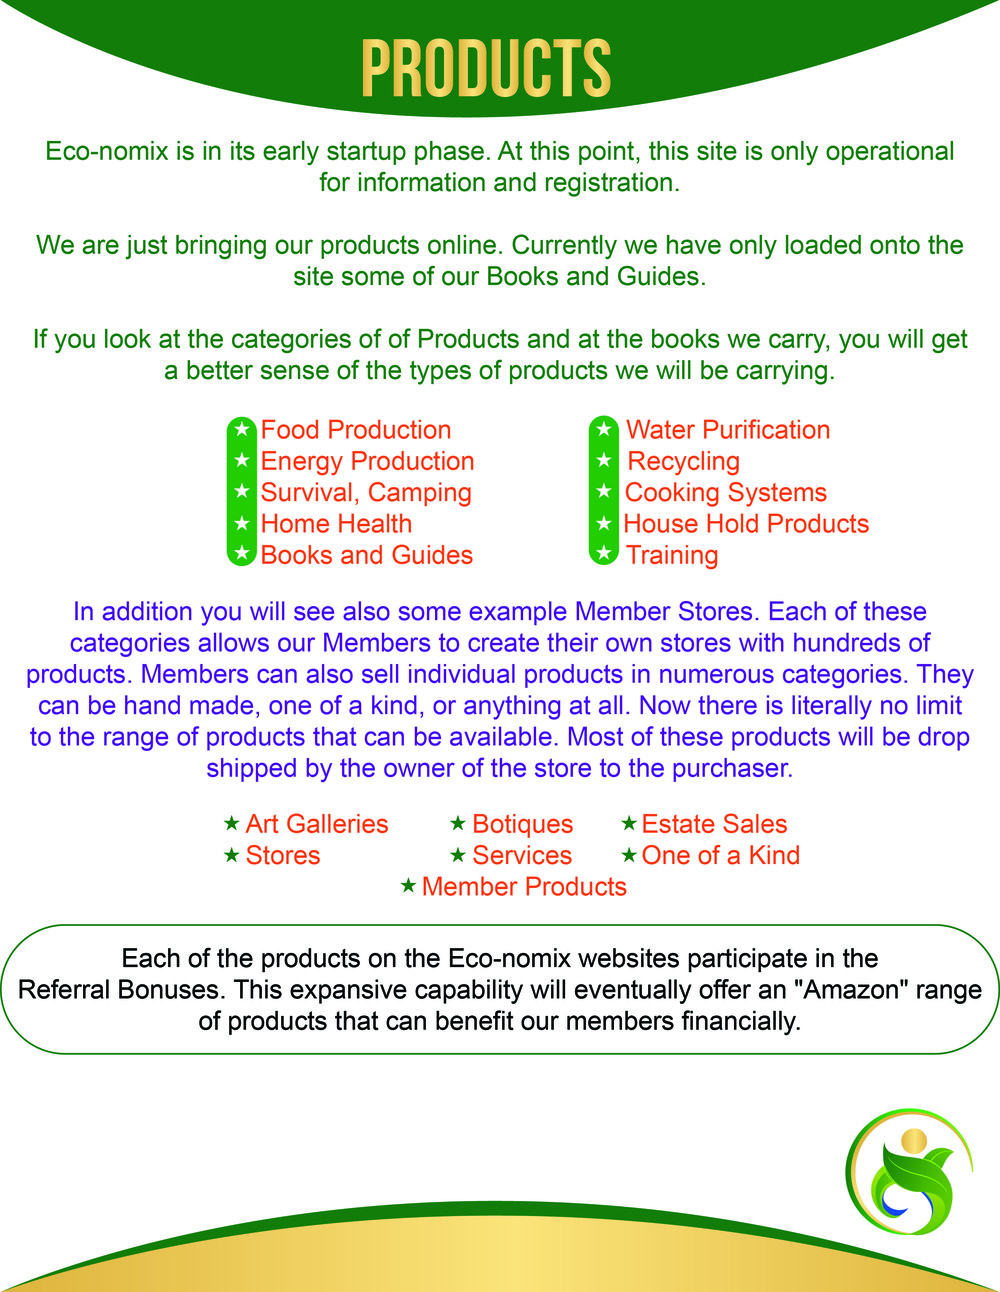 PRODUCTS
Eco-nomix is in its early startup phase. At this point, this site is only operational
for information and registration.
We are just bringing our products online. Currently we have only loaded onto the
site some of our Books and Guides.
If you look at the categories of of Products and at the books we carry, you will get
a better sense of the types of products we will be carrying.
Food Production
Energy Production
Survival, Camping
Home Health
Books and Guides
Water Purification
Recycling
Cooking Systems
House Hold Products
Training
In addition you will see also some example Member Stores. Each of these
categories allows our Members to create their own stores with hundreds of
products. Members can also sell individual products in numerous categories. They
can be hand made, one of a kind, or anything at all. Now there is literally no limit
to the range of products that can be available. Most of these products will be drop
shipped by the owner of the store to the purchaser.
Art Galleries Botiques Estate Sales
Stores Services One of a Kind
Member Products
Each of the products on the Eco-nomix websites participate in the
Referral Bonuses. This expansive capability will eventually offer an "Amazon" range
of products that can benefit our members financially.